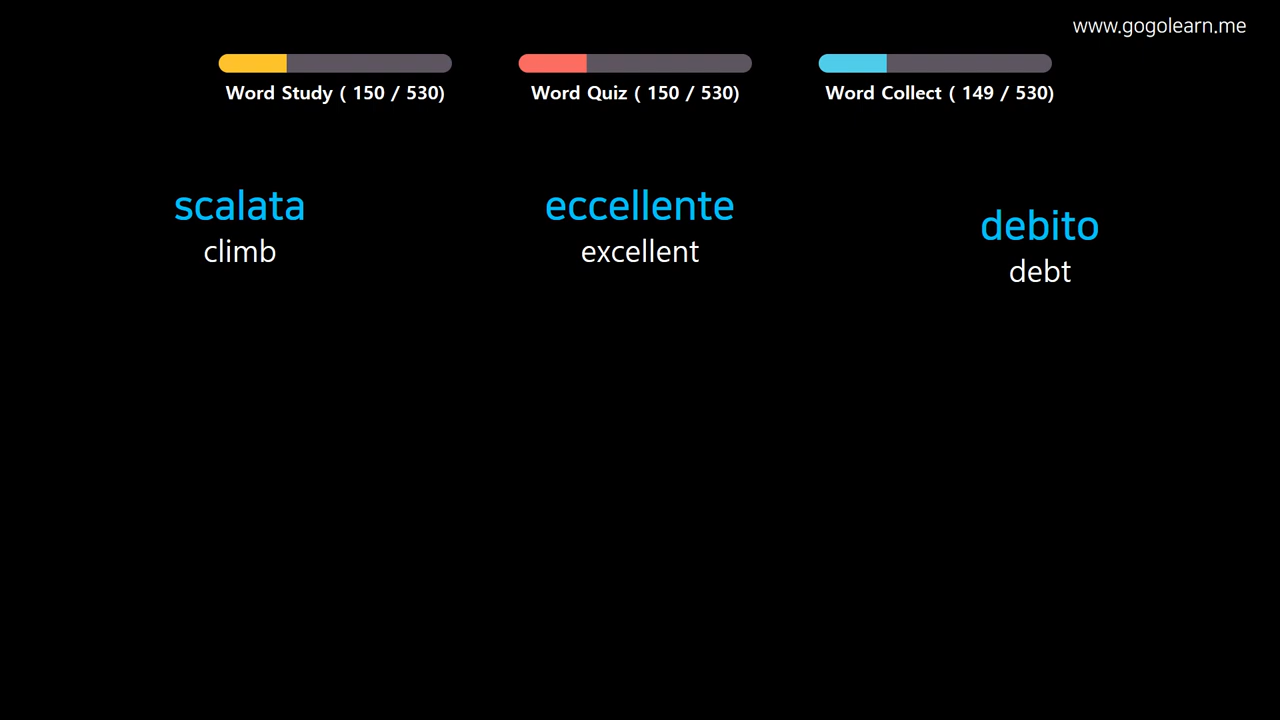 www.gogolearn.me
Word Study ( 150 / 530)
Word Quiz ( 150 / 530)
Word Collect ( 149 / 530)
scalata
climb
eccellente
excellent
debito
debt